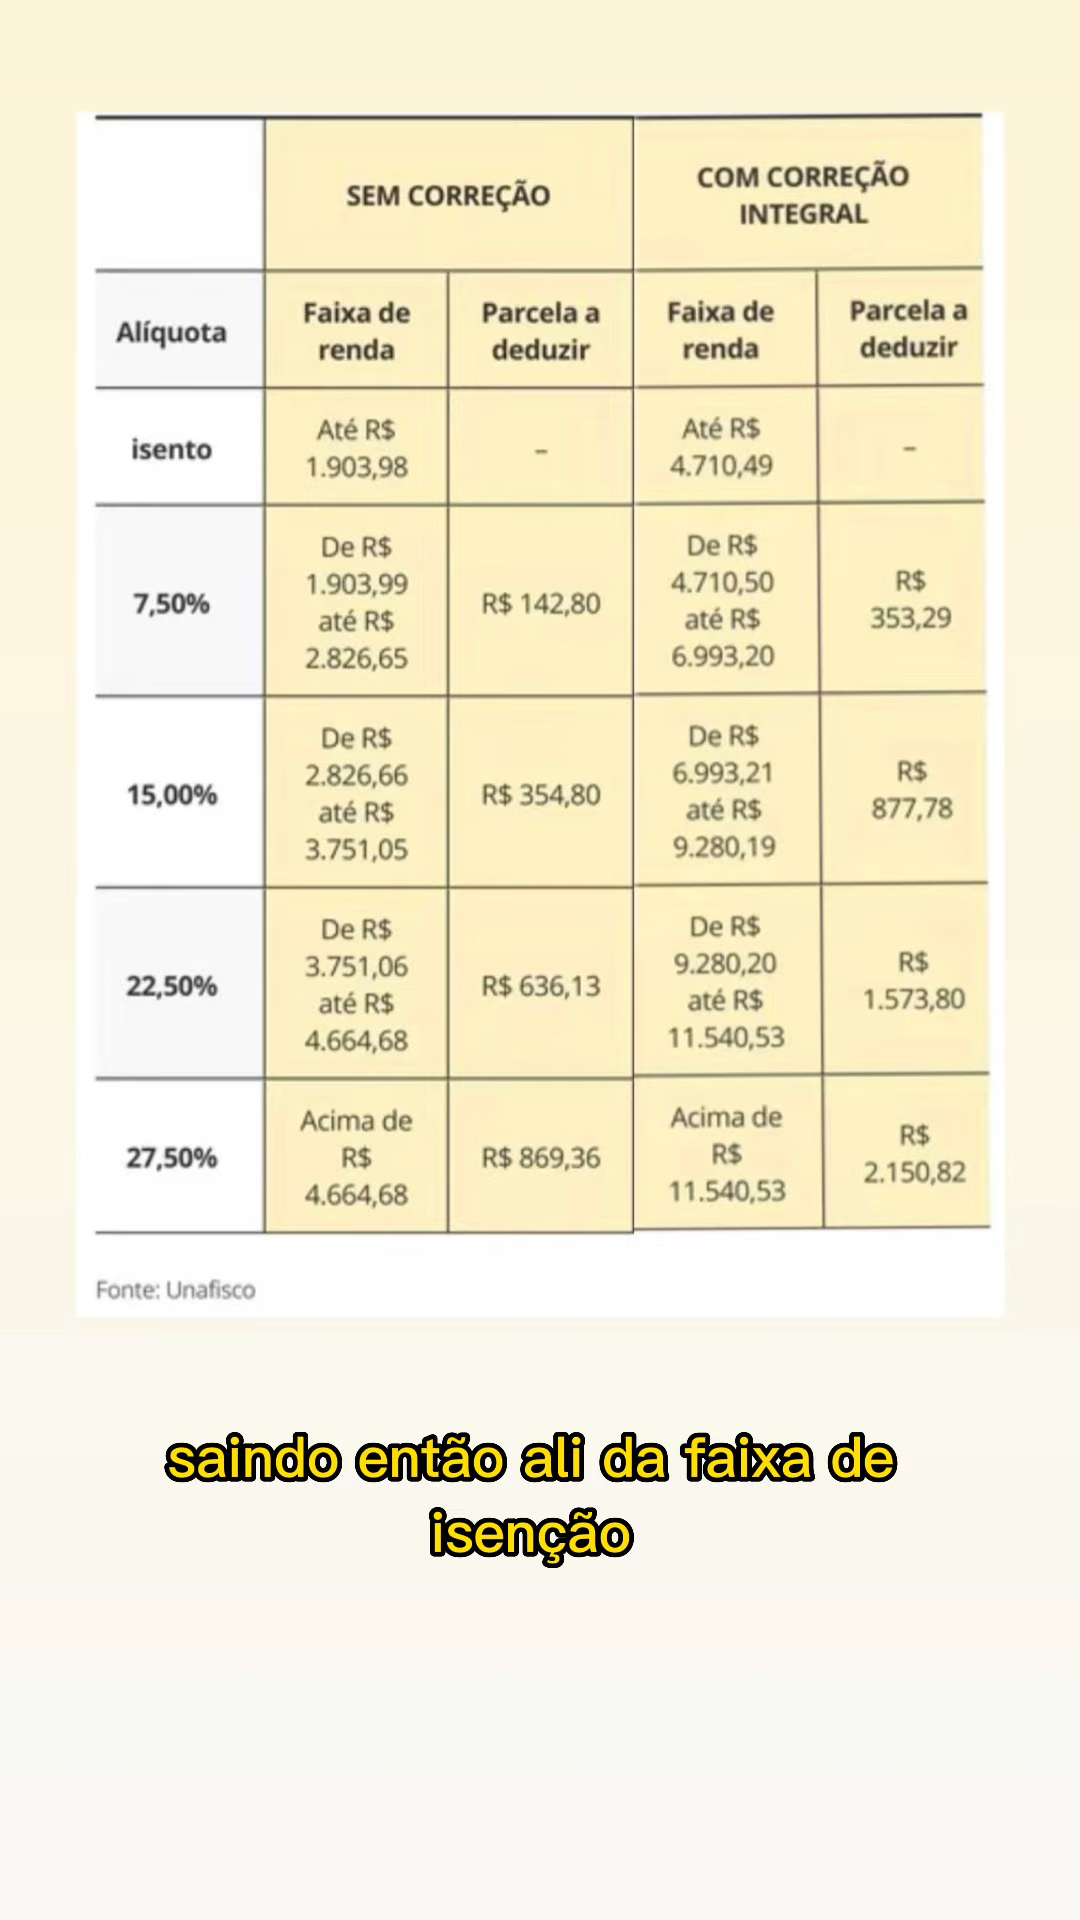 SEM CORREÇÃO
COM CORREÇÃO
INTEGRAL
Alíquota
Faixa de
renda
Parcela a
deduzir
Faixa de
renda
Parcela a
deduzir
isento
Até R$
1.903,98
–
Até R$
4.710,49
–
7,50%
De R$
1.903,99
até R$
2.826,65
R$ 142,80
De R$
4.710,50
até R$
6.993,20
R$
353,29
15,00%
De R$
2.826,66
até R$
3.751,05
R$ 354,80
De R$
6.993,21
até R$
9.280,19
R$
877,78
22,50%
De R$
3.751,06
até R$
4.664,68
R$ 636,13
De R$
9.280,20
até R$
11.540,53
R$
1.573,80
27,50%
Acima de
R$
4.664,68
R$ 869,36
Acima de
R$
11.540,53
R$
2.150,82
Fonte: Unafisco
saindo então ali da faixa de
isenção